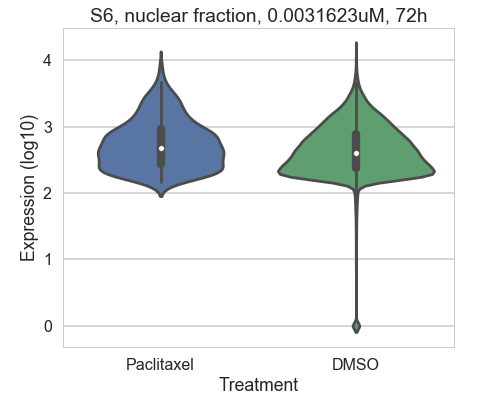 S6, nuclear fraction, 0.0031623uM, 72h
Expression (log10)
4
3
2
1
0
Paclitaxel
DMSO
Treatment